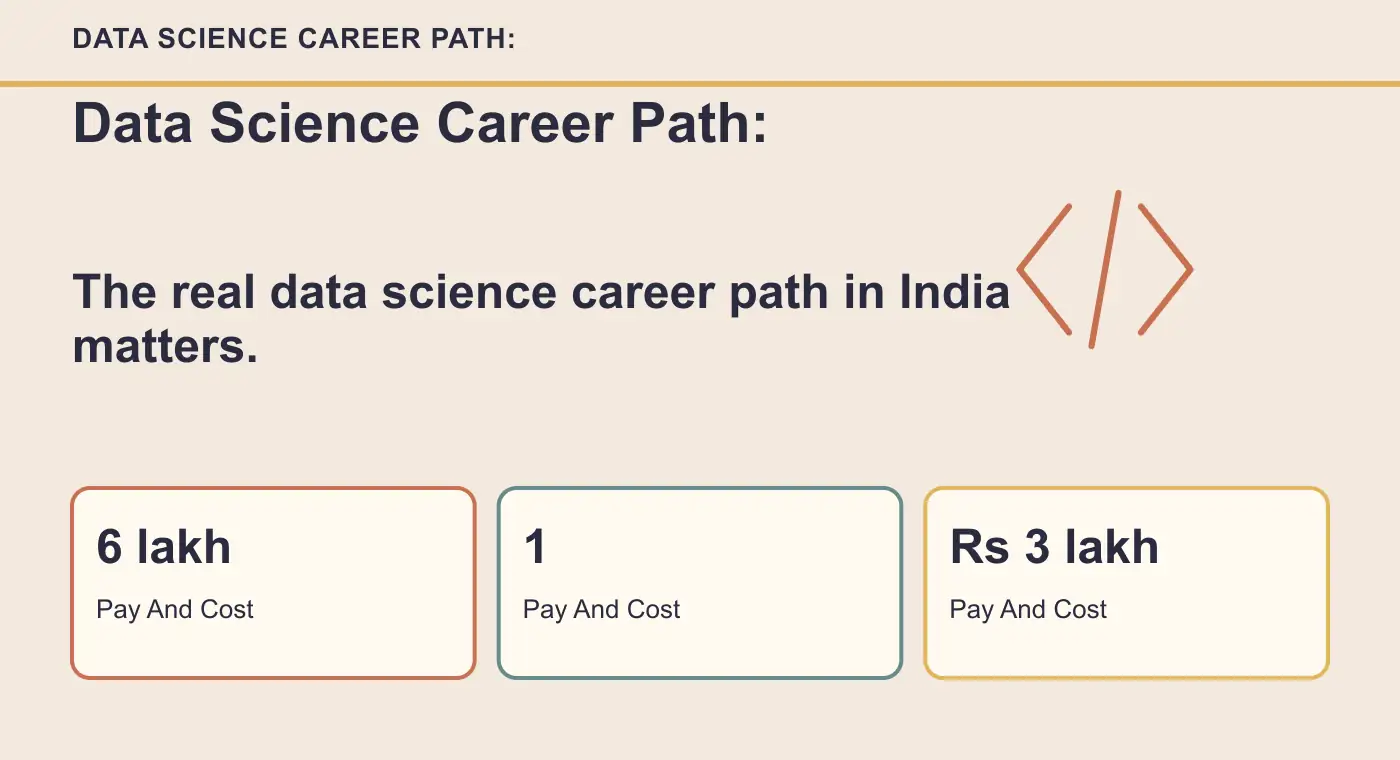 DATA SCIENCE CAREER PATH:
Data Science Career Path:
The real data science career path in India
matters.
6 lakh
Pay And Cost
1
Pay And Cost
Rs 3 lakh
Pay And Cost